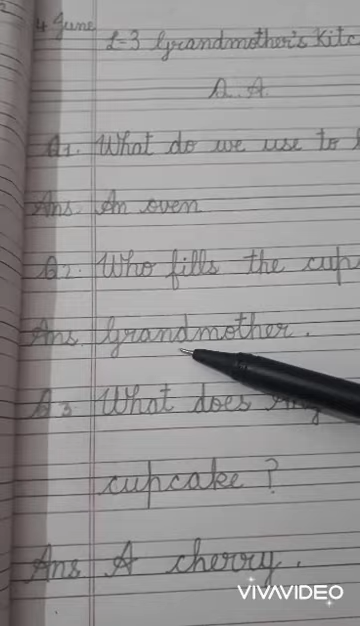 4 June
L-3 Grandmother's Kitc
Q.A.
Q1. What do we use to
Ans. An oven
Q2. Who fills the cup
Ans. Grandmother.
Q3 What does
cupcake ?
Ans A cherry.
VIVAVIDEO